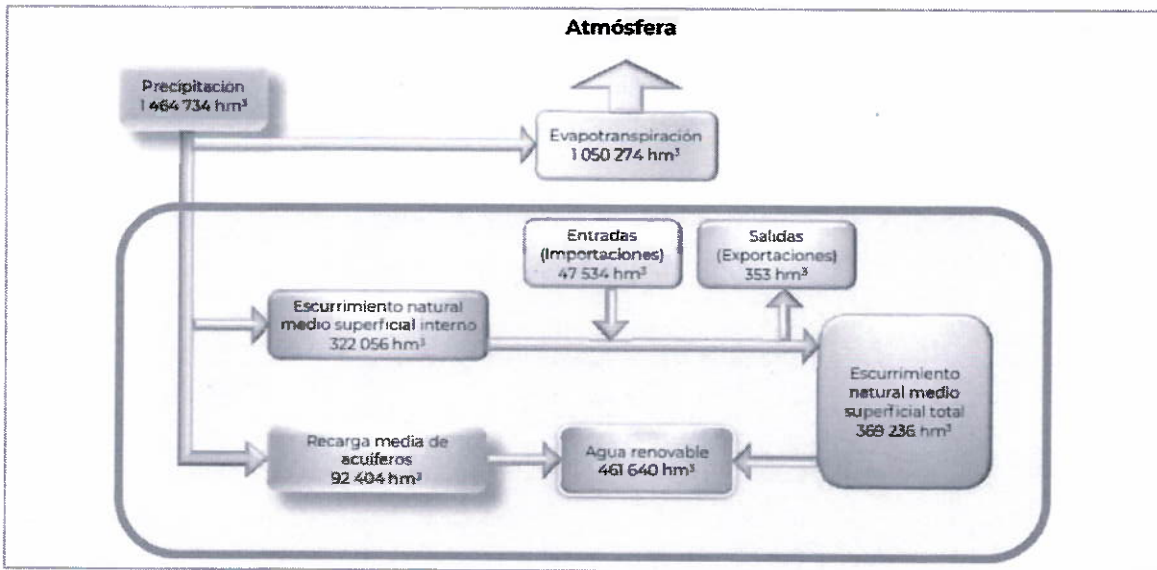 Atmósfera
Precipitación
1 464 734 hm³
Evapotranspiración
1 050 274 hm³
Entradas
(Importaciones)
47 534 hm³
Salidas
(Exportaciones)
353 hm³
Escurrimiento natural
medio superficial interno
322 056 hm³
Escurrimiento
natural medio
superficial total
369 236 hm³
Recarga media de
acuíferos
92 404 hm³
Agua renovable
461 640 hm³